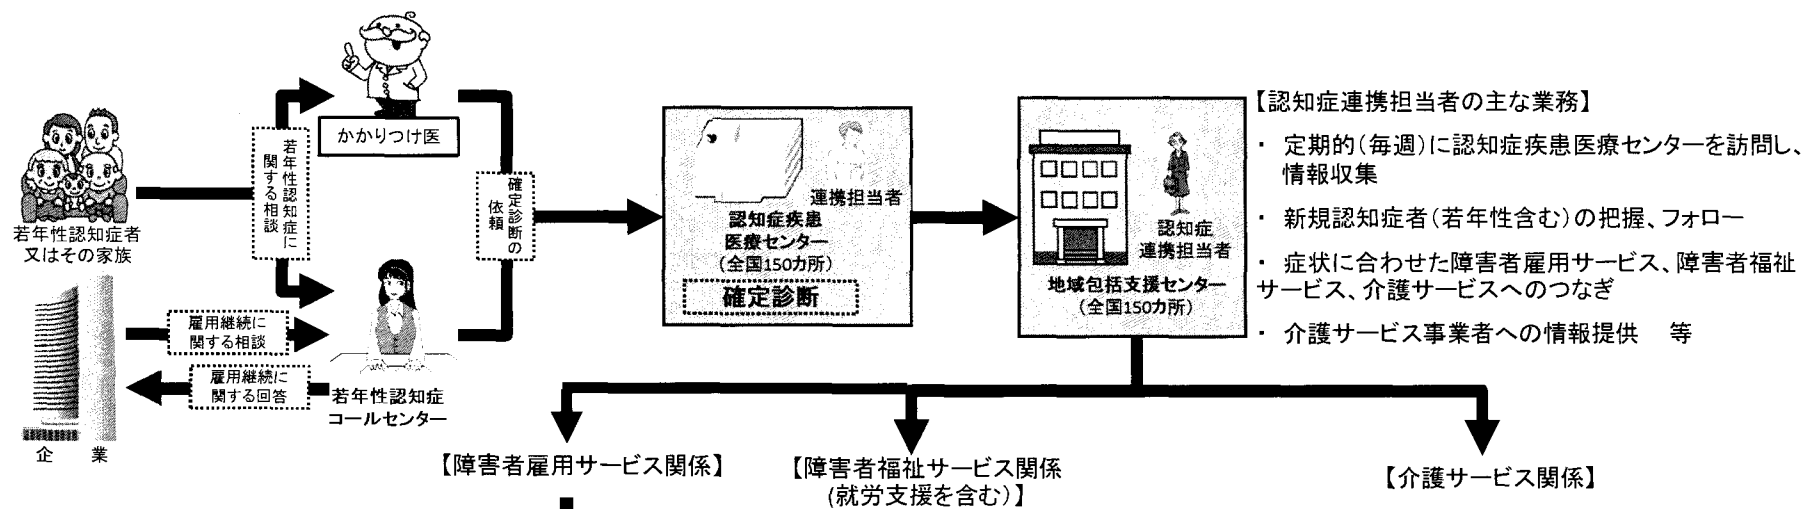 若年性認知症者
又はその家族
若年性認知症に
関する相談
かかりつけ医
確定診断の
依頼
雇用継続に
関する相談
雇用継続に
関する回答
企 業
若年性認知症
コールセンター
連携担当者
認知症疾患
医療センター
(全国150カ所)
確定診断
認知症
連携担当者
地域包括支援センター
(全国150カ所)
【認知症連携担当者の主な業務】
・ 定期的(毎週)に認知症疾患医療センターを訪問し、
情報収集
・ 新規認知症者(若年性含む)の把握、フォロー
・ 症状に合わせた障害者雇用サービス、障害者福祉
サービス、介護サービスへのつなぎ
・ 介護サービス事業者への情報提供 等
【障害者雇用サービス関係】
【障害者福祉サービス関係
(就労支援を含む)】
【介護サービス関係】